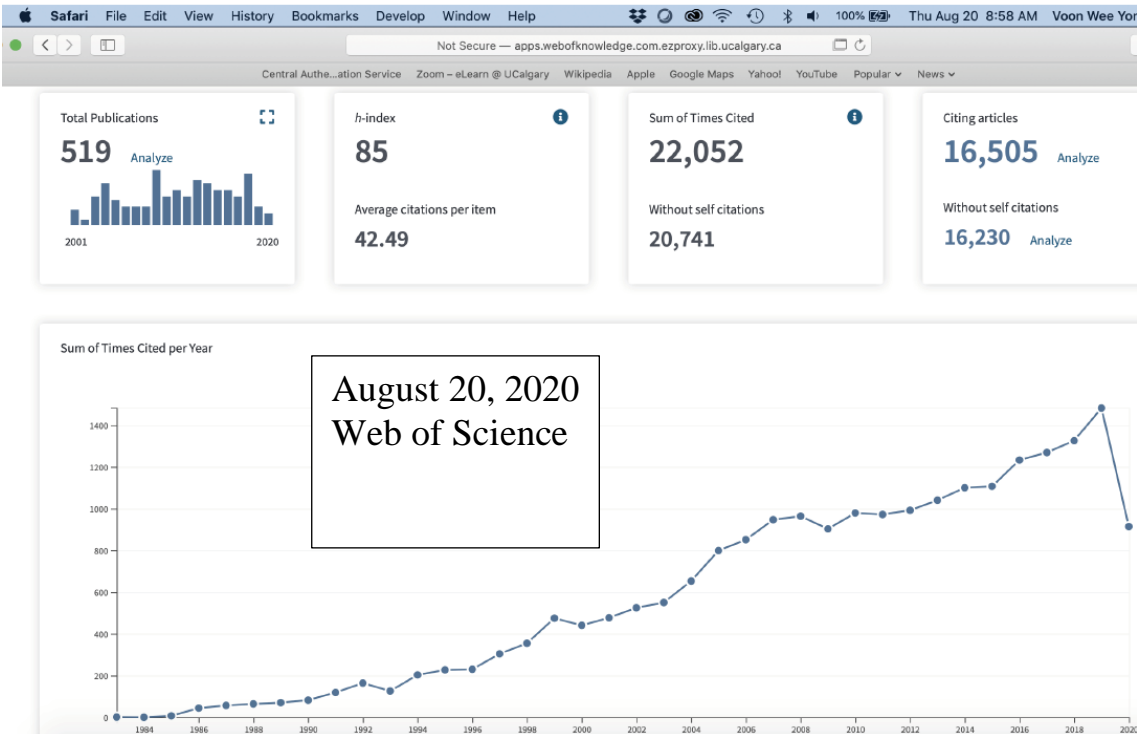 Safari File Edit View History Bookmarks Develop Window Help 100% Thu Aug 20 8:58 AM Voon Wee Yon
Not Secure — apps.webofknowledge.com.ezproxy.lib.ucalgary.ca
Central Authe...ation Service Zoom – eLearn @ UCalgary Wikipedia Apple Google Maps Yahoo! YouTube Popular News
Total Publications
519 Analyze
2001 2020
h-index
85
Average citations per item
42.49
Sum of Times Cited
22,052
Without self citations
20,741
Citing articles
16,505 Analyze
Without self citations
16,230 Analyze
Sum of Times Cited per Year
August 20, 2020
Web of Science
1400
1200
1000
800
600
400
200
0
1984 1986 1988 1990 1992 1994 1996 1998 2000 2002 2004 2006 2008 2010 2012 2014 2016 2018 2020